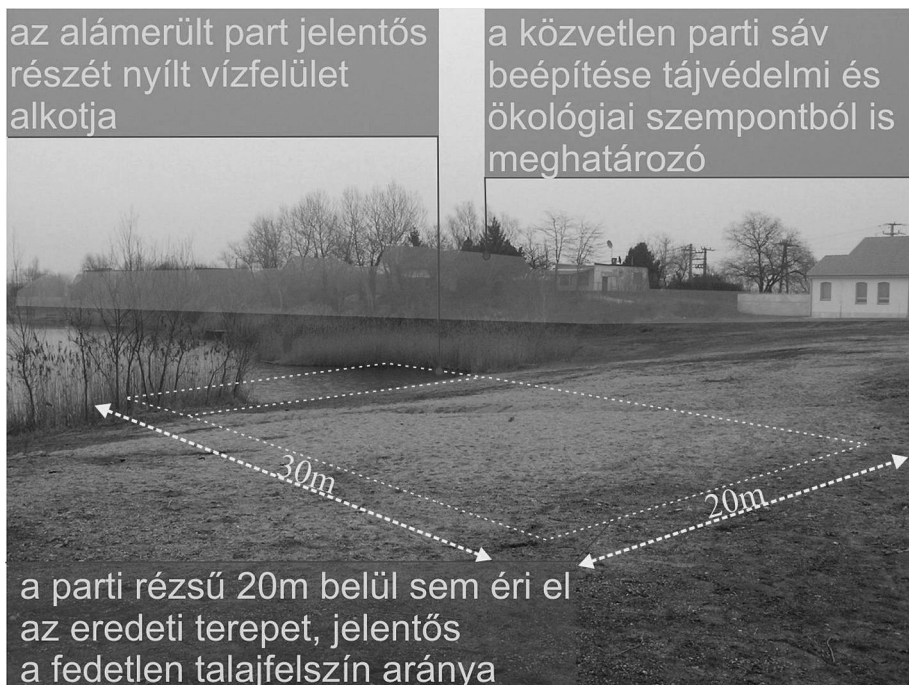 az alámerült part jelentős
részét nyílt vízfelület
alkotja
a közvetlen parti sáv
beépítése tájvédelmi és
ökológiai szempontból is
meghatározó
30m
20m
a parti rézsű 20m belül sem éri el
az eredeti terepet, jelentős
a fedetlen talajfelszín aránya